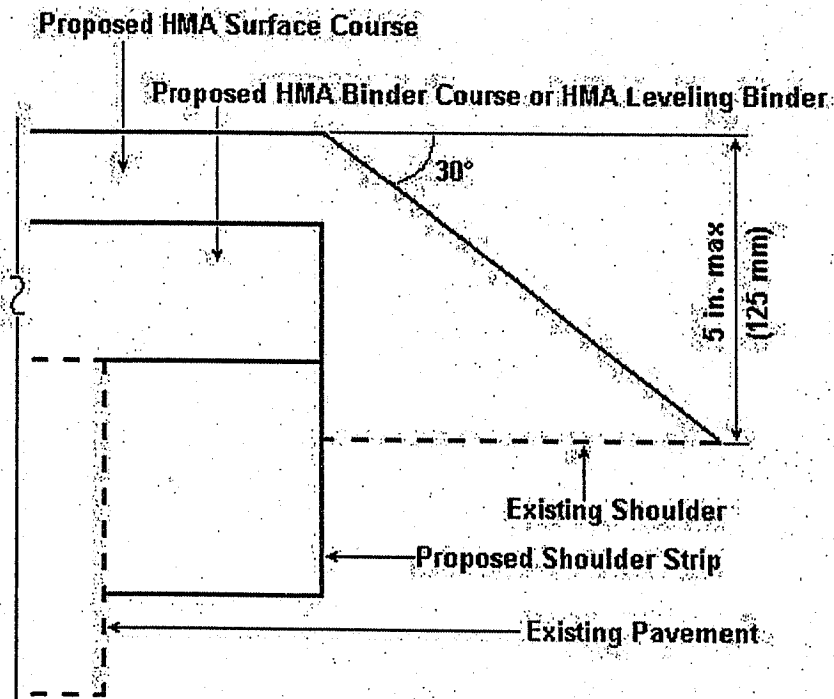 Proposed HMA Surface Course
Proposed HMA Binder Course or HMA Leveling Binder
30°
5 in. max
(125 mm)
Existing Shoulder
Proposed Shoulder Strip
Existing Pavement